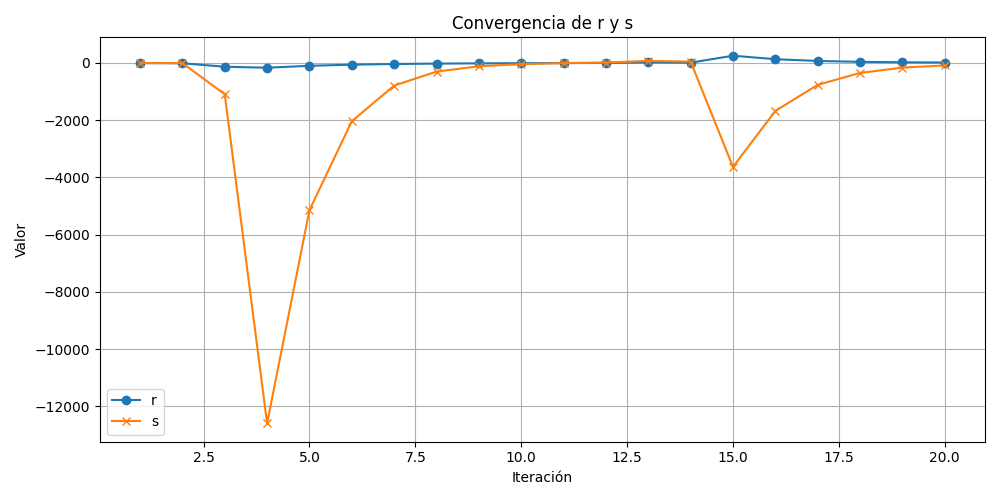 Convergencia de r y s
Valor
0
−2000
−4000
−6000
−8000
−10000
−12000
r
s
2.5 5.0 7.5 10.0 12.5 15.0 17.5 20.0
Iteración